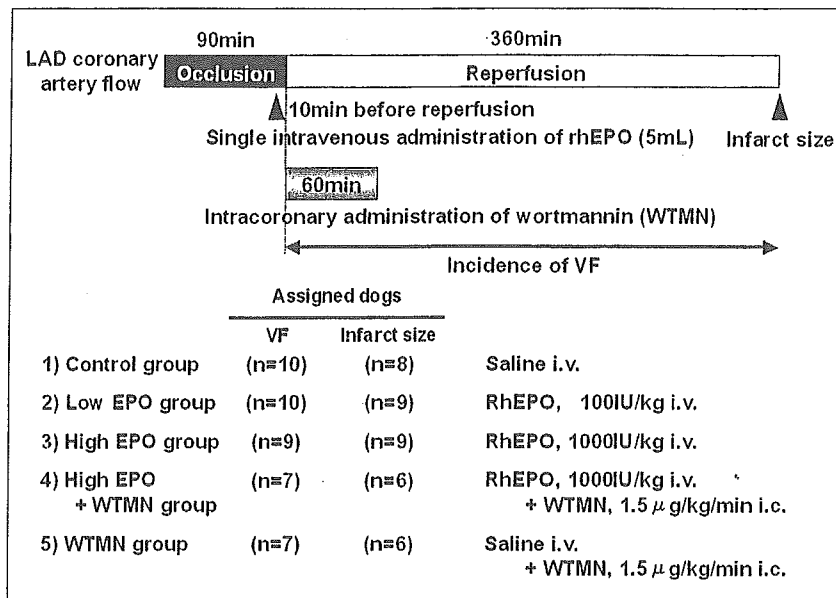 90min 360min
LAD coronary
artery flow
Occlusion Reperfusion
10min before reperfusion
Single intravenous administration of rhEPO (5mL) Infarct size
60min
Intracoronary administration of wortmannin (WTMN)
Incidence of VF
Assigned dogs
VF Infarct size
1) Control group (n=10) (n=8) Saline i.v.
2) Low EPO group (n=10) (n=9) RhEPO, 100IU/kg i.v.
3) High EPO group (n=9) (n=9) RhEPO, 1000IU/kg i.v.
4) High EPO (n=7) (n=6) RhEPO, 1000IU/kg i.v.
+ WTMN group + WTMN, 1.5 μg/kg/min i.c.
5) WTMN group (n=7) (n=6) Saline i.v.
+ WTMN, 1.5 μg/kg/min i.c.